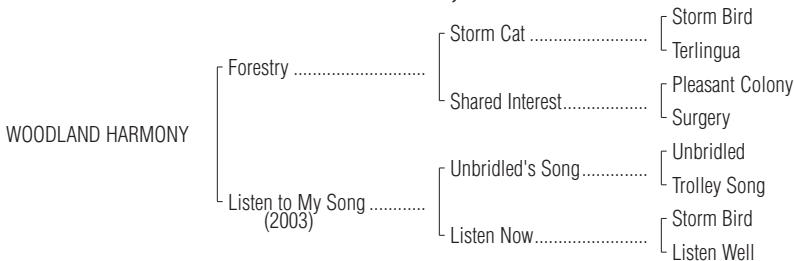 Storm Bird
Storm Cat ..........................
Terlingua
Forestry ............................
Pleasant Colony
Shared Interest...................
Surgery
WOODLAND HARMONY
Unbridled
Unbridled's Song...............
Trolley Song
Listen to My Song ............
(2003)
Storm Bird
Listen Now.........................
Listen Well